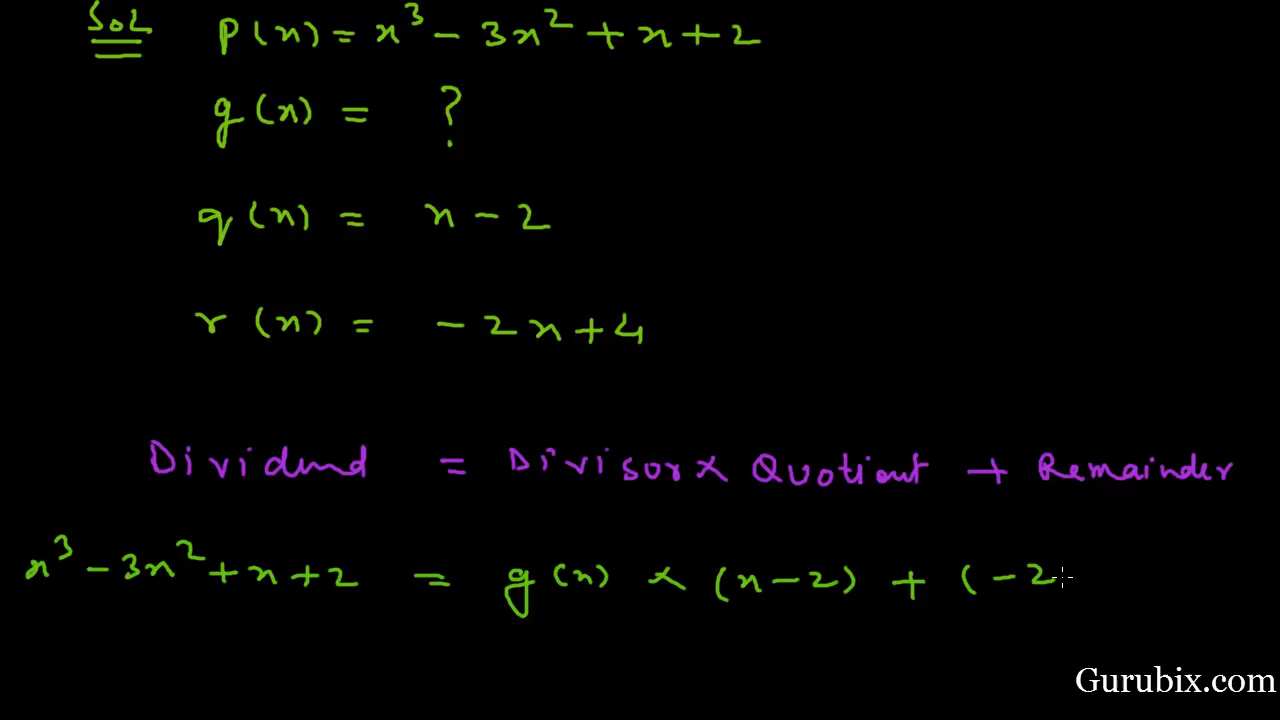 Sol p(x) = x³ - 3x² + x + 2
g(x) = ?
q(x) = x - 2
r(x) = - 2x + 4
Dividend = Divisor × Quotient + Remainder
x³ - 3x² + x + 2 = g(x) × (x - 2) + ( - 2
Gurubix.com